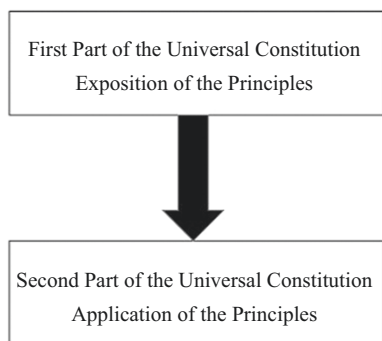 First Part of the Universal Constitution
Exposition of the Principles
Second Part of the Universal Constitution
Application of the Principles